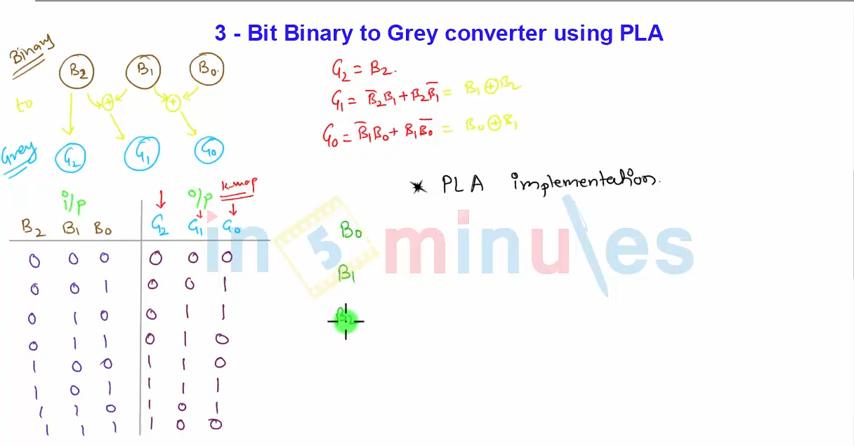 3 - Bit Binary to Grey converter using PLA
Binary
to
Grey
B₂ B₁ B₀
G₂ G₁ G₀
G₂ = B₂.
G₁ = B̅₂B₁ + B₂B̅₁ = B₁ ⊕ B₂
G₀ = B̅₁B₀ + B₁B̅₀ = B₀ ⊕ B₁
* PLA implementation.
i/p o/p k-map
B₂ B₁ B₀ G₂ G₁ G₀
0 0 0 0 0 0
0 0 1 0 0 1
0 1 0 0 1 1
0 1 1 0 1 0
1 0 0 1 1 0
1 0 1 1 1 1
1 1 0 1 0 1
1 1 1 1 0 0
B₀
B₁
B₂
in 5 minutes